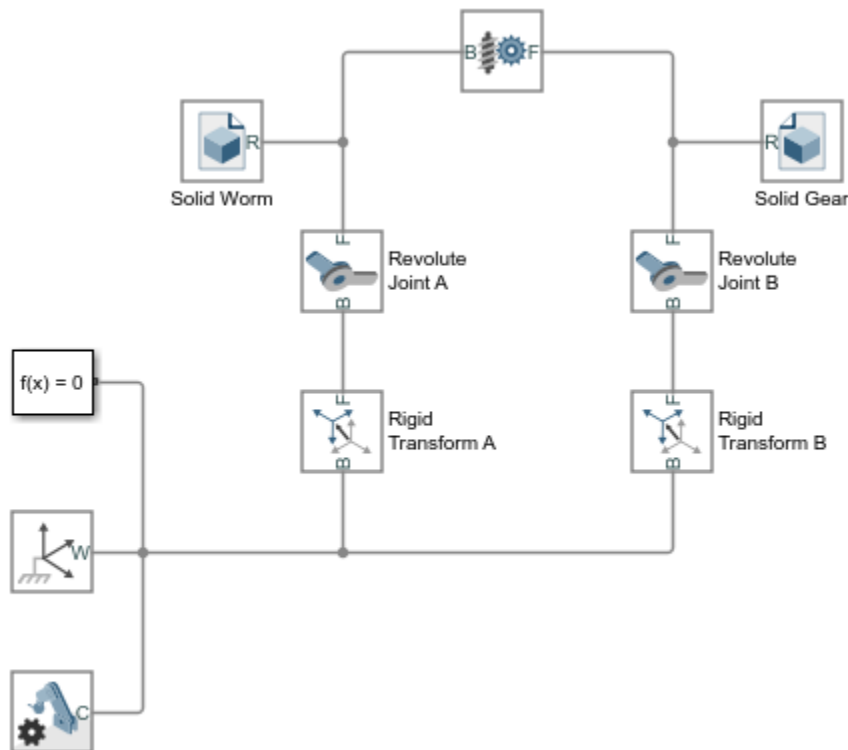 B
F
R
Solid Worm
R
Solid Gear
F
Revolute
Joint A
B
F
Revolute
Joint B
B
f(x) = 0
F
Rigid
Transform A
B
F
Rigid
Transform B
B
W
C